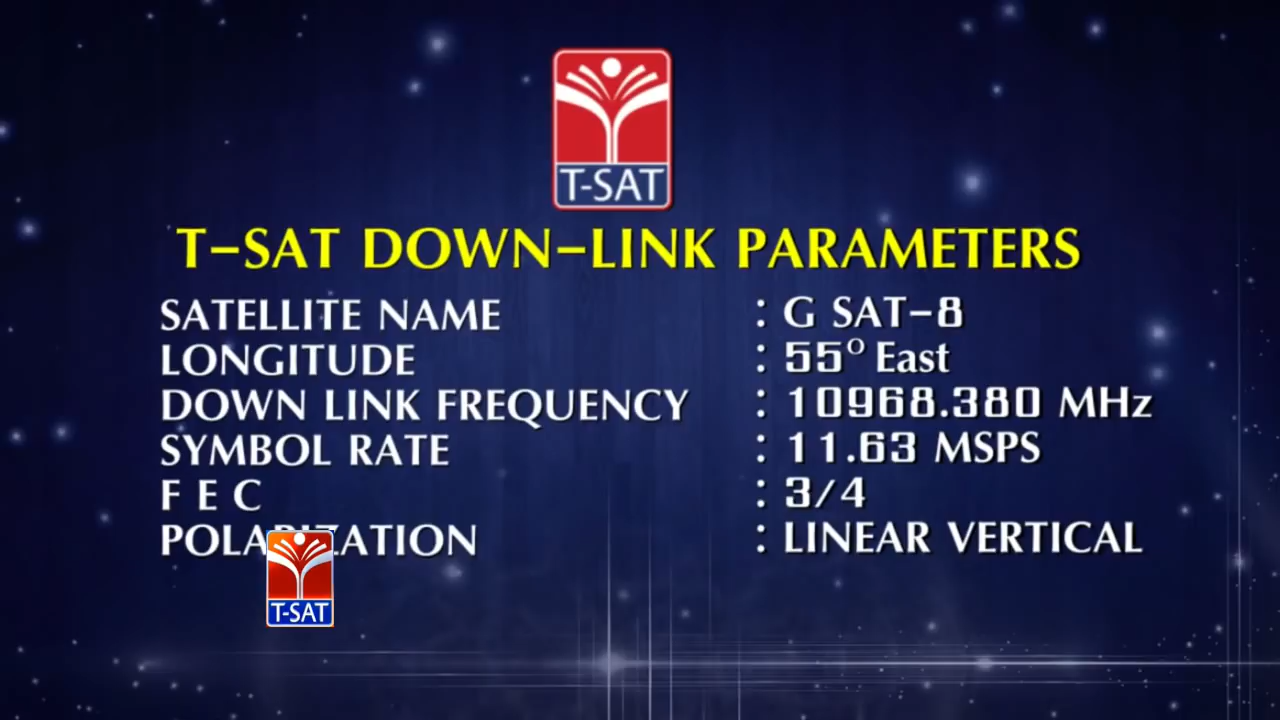 T-SAT
T-SAT DOWN-LINK PARAMETERS
SATELLITE NAME : G SAT-8
LONGITUDE : 55° East
DOWN LINK FREQUENCY : 10968.380 MHz
SYMBOL RATE : 11.63 MSPS
F E C : 3/4
POLARIZATION : LINEAR VERTICAL
T-SAT